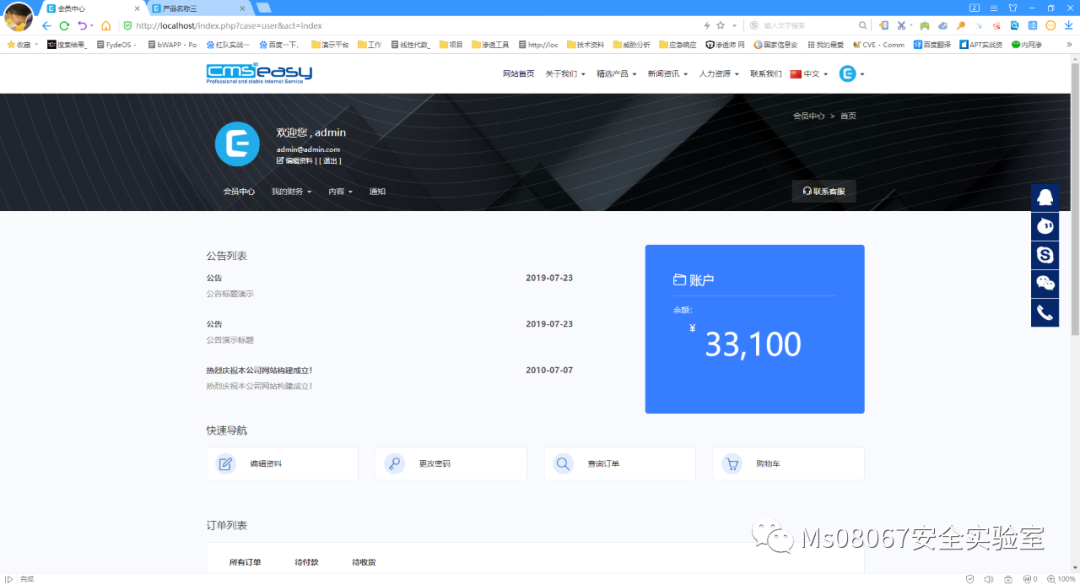 会员中心
产品名称三
http://localhost/index.php?case=user&act=index
输入文字搜索
收藏
搜索结果_
FydeOS -
bWAPP - Po
红队实战一
百度一下,
演示平台
工作
线性代数_
项目
渗透工具
http://loc
技术资料
威胁分析
应急响应
渗透师 网
国家信息安
我的最爱
CVE - Comm
百度翻译
APT实战资
内网渗
cmseasy
Professional and stable Internet Service
网站首页
关于我们
精选产品
新闻资讯
人力资源
联系我们
中文
会员中心 > 首页
欢迎您 , admin
admin@admin.com
编辑资料 | [ 退出 ]
会员中心
我的财务
内容
通知
联系客服
公告列表
公告
2019-07-23
公告标题演示
公告
2019-07-23
公告演示标题
热烈庆祝本公司网站构建成立!
2010-07-07
热烈庆祝本公司网站构建成立!
账户
余额:
¥ 33,100
快速导航
编辑资料
更改密码
查询订单
购物车
订单列表
所有订单
待付款
待收货
Ms08067安全实验室
完成
0
100%